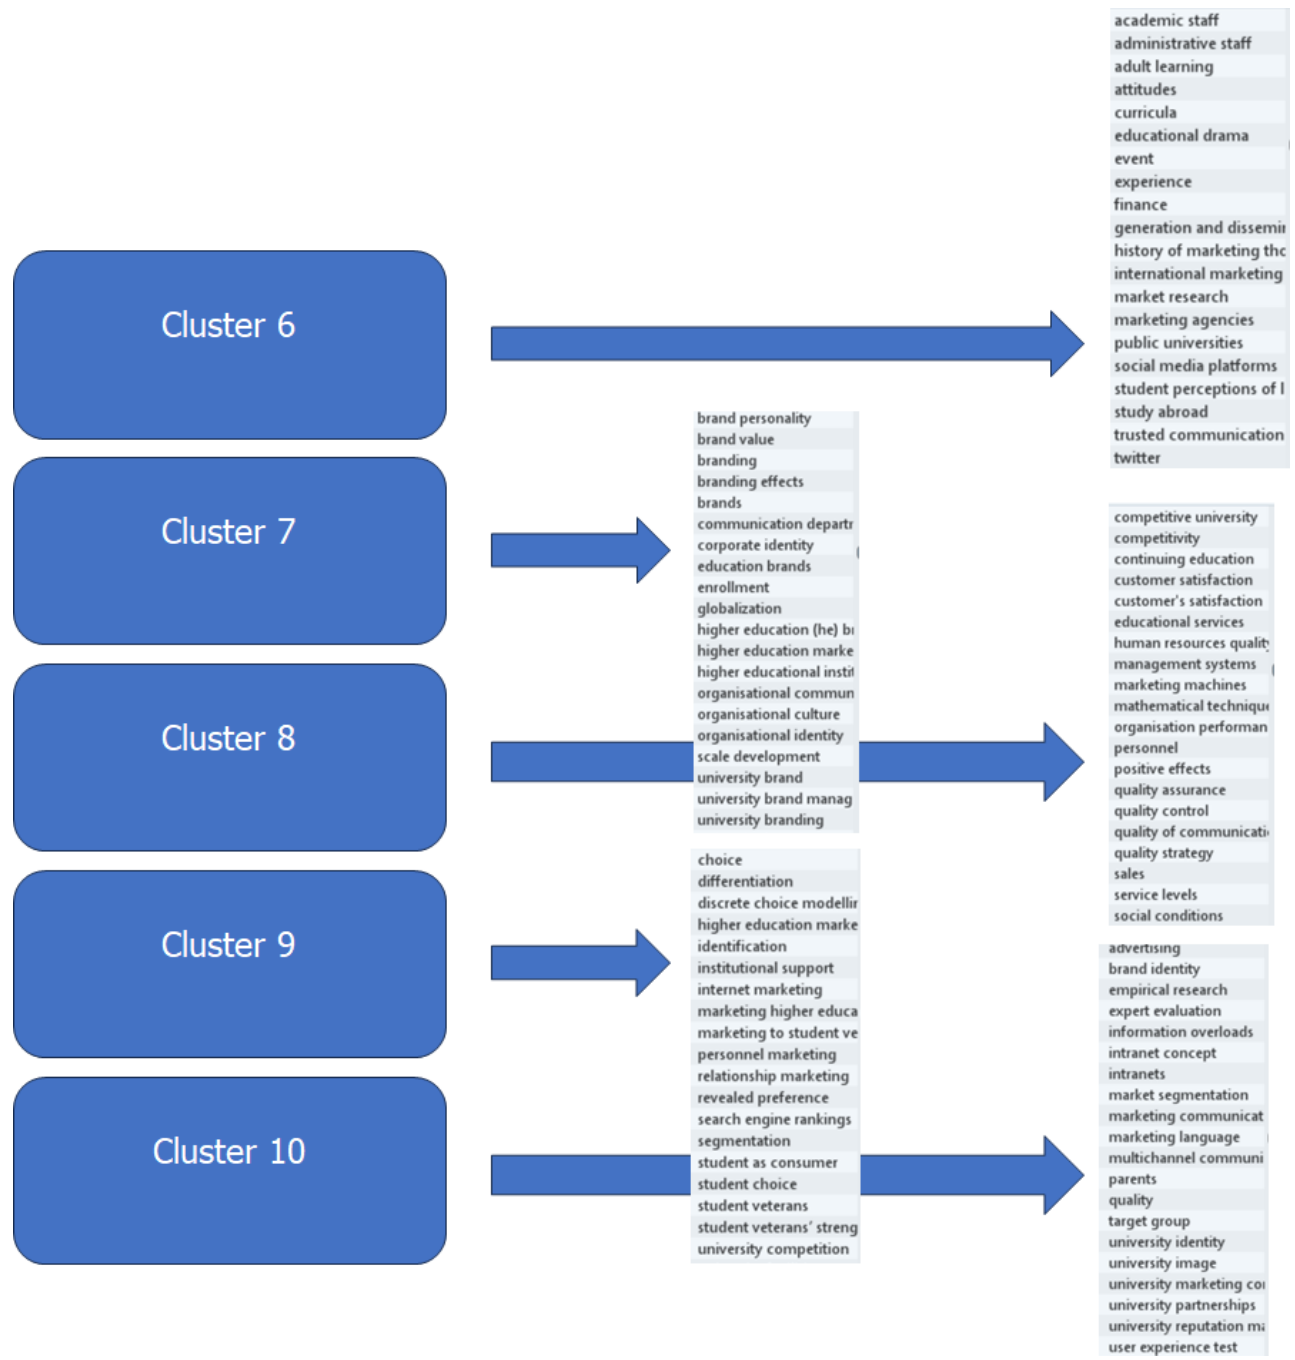 Cluster 6
academic staff
administrative staff
adult learning
attitudes
curricula
educational drama
event
experience
finance
generation and dissemin
history of marketing thc
international marketing
market research
marketing agencies
public universities
social media platforms
student perceptions of l
study abroad
trusted communication
twitter
Cluster 7
brand personality
brand value
branding
branding effects
brands
communication departr
corporate identity
education brands
enrollment
globalization
higher education (he) br
higher education marke
higher educational instit
organisational commun
organisational culture
organisational identity
scale development
university brand
university brand manag
university branding
Cluster 8
competitive university
competitivity
continuing education
customer satisfaction
customer's satisfaction
educational services
human resources quality
management systems
marketing machines
mathematical technique
organisation performan
personnel
positive effects
quality assurance
quality control
quality of communicati
quality strategy
sales
service levels
social conditions
Cluster 9
choice
differentiation
discrete choice modellin
higher education marke
identification
institutional support
internet marketing
marketing higher educa
marketing to student ve
personnel marketing
relationship marketing
revealed preference
search engine rankings
segmentation
student as consumer
student choice
student veterans
student veterans' streng
university competition
Cluster 10
advertising
brand identity
empirical research
expert evaluation
information overloads
intranet concept
intranets
market segmentation
marketing communicat
marketing language
multichannel communi
parents
quality
target group
university identity
university image
university marketing co
university partnerships
university reputation ma
user experience test